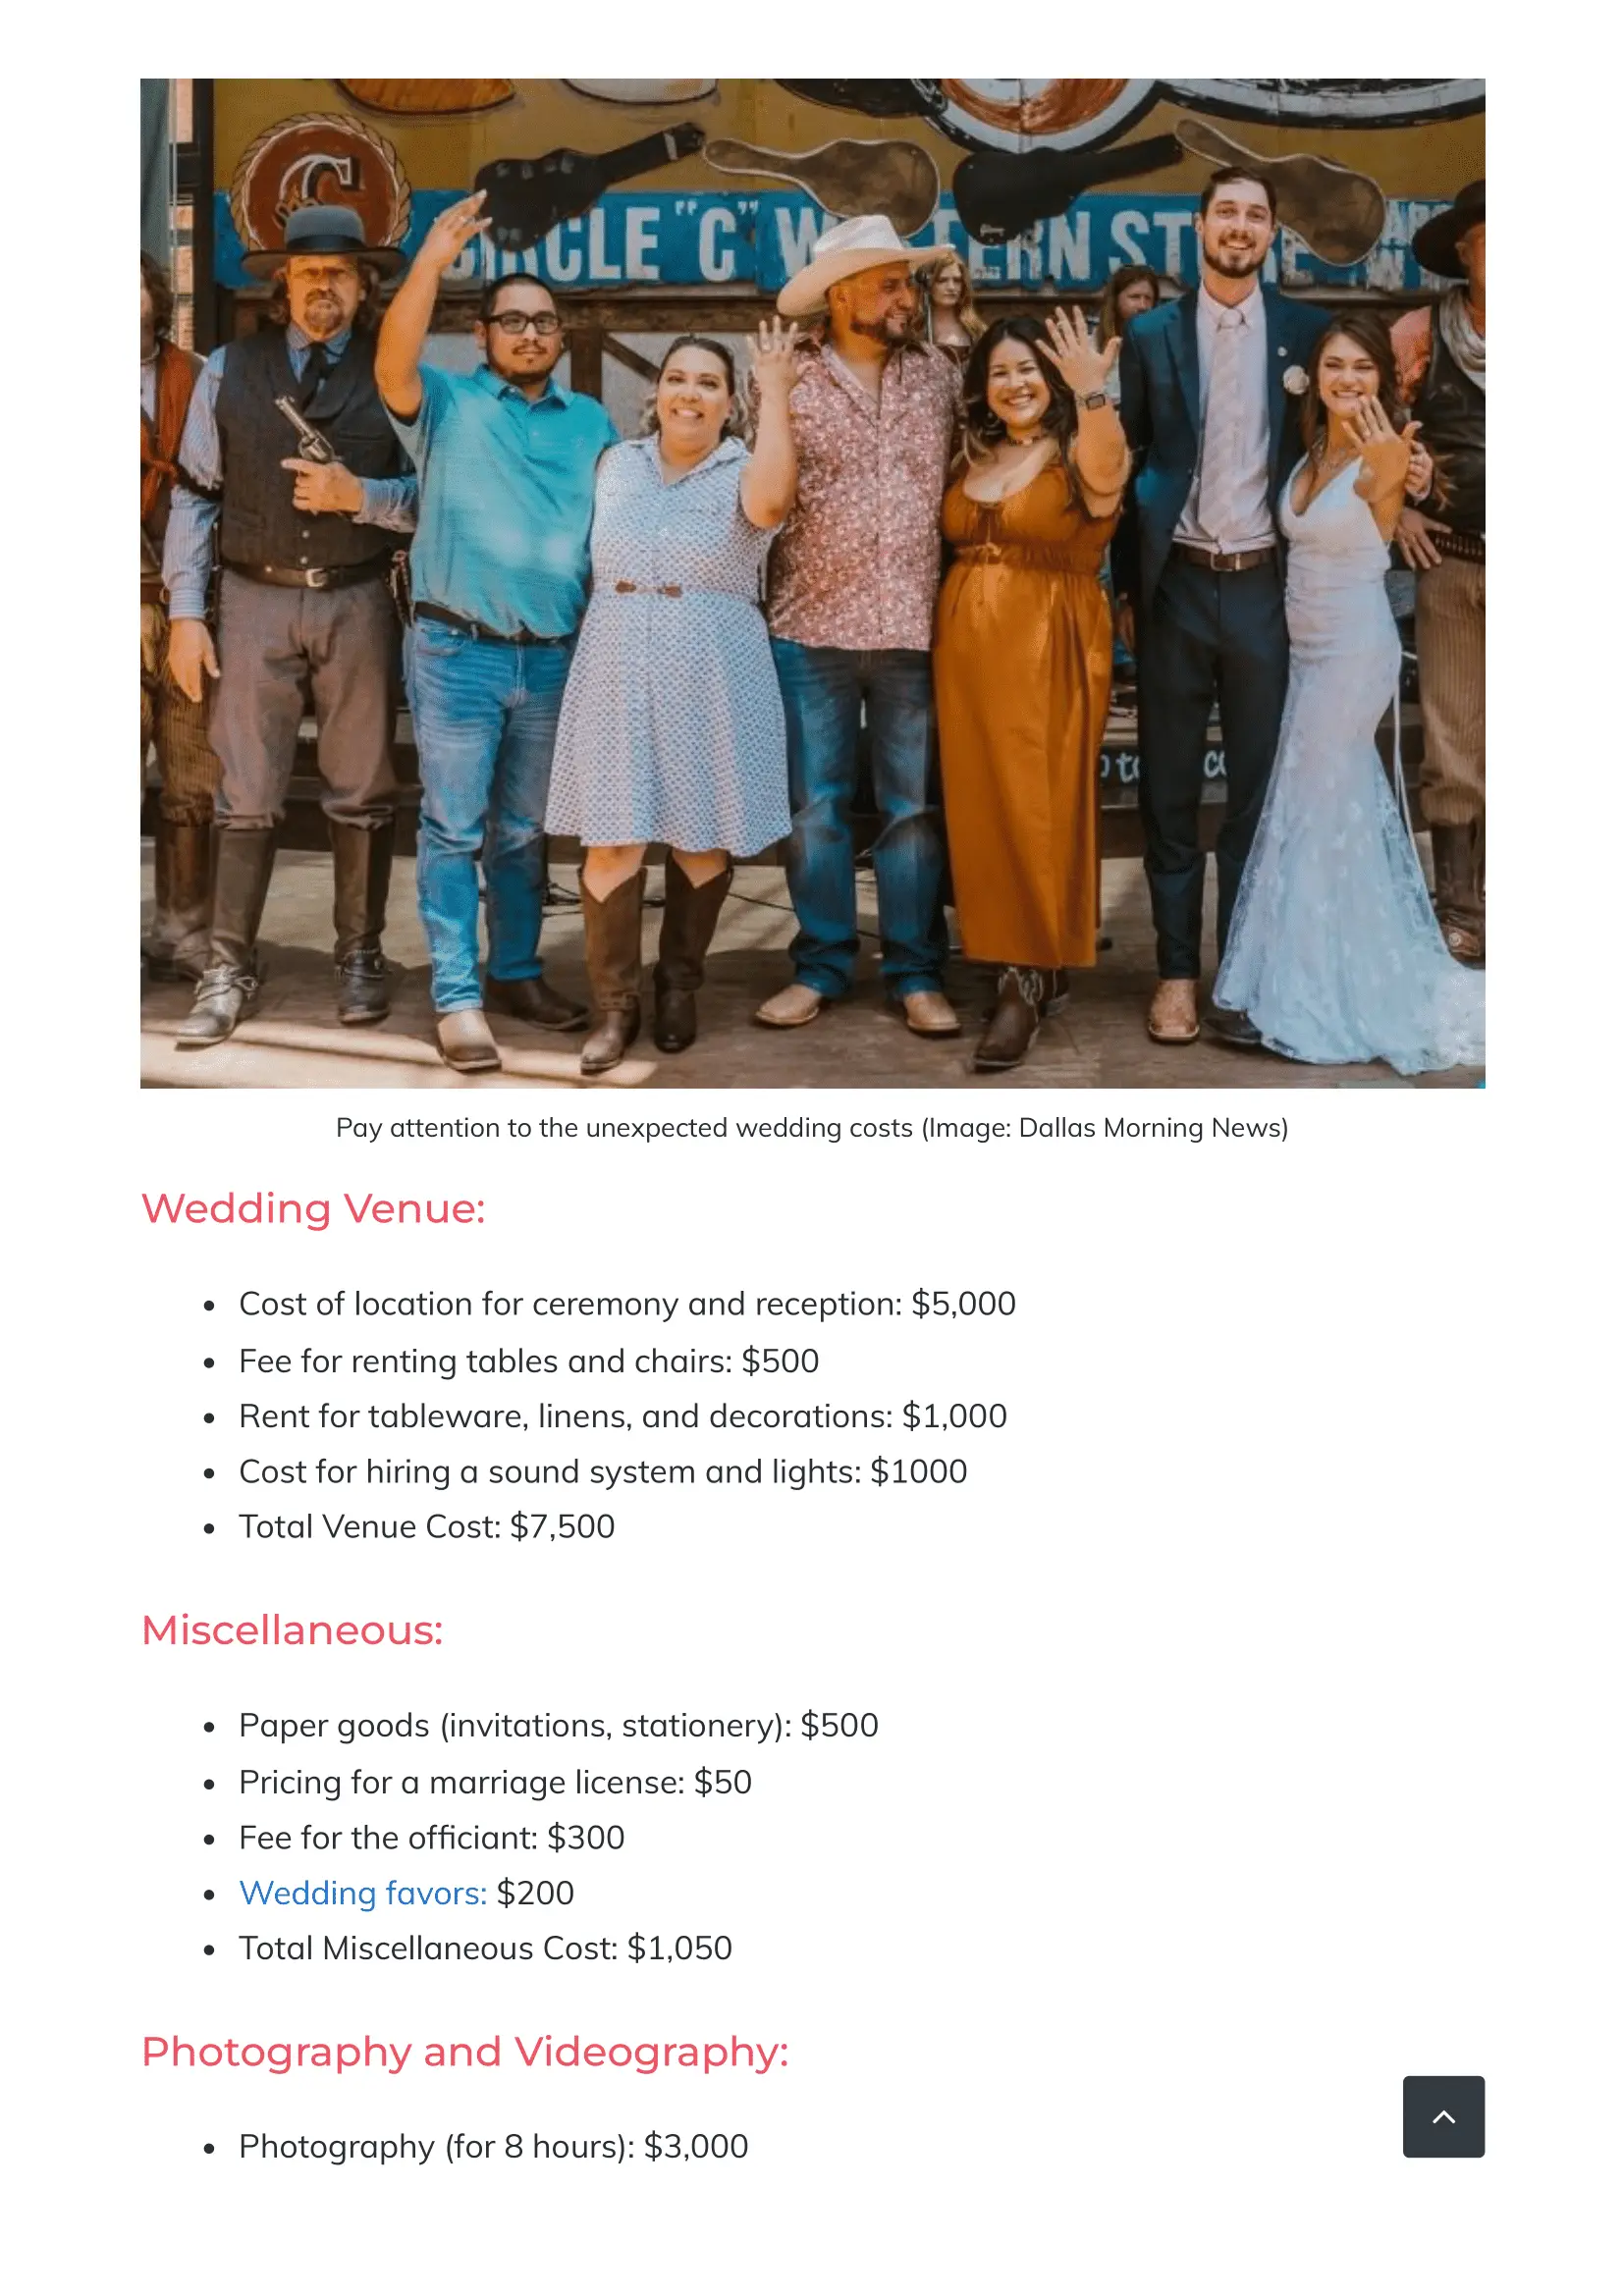 C
CLE "C" W ERN ST E
to co
Pay attention to the unexpected wedding costs (Image: Dallas Morning News)
Wedding Venue:
Cost of location for ceremony and reception: $5,000
Fee for renting tables and chairs: $500
Rent for tableware, linens, and decorations: $1,000
Cost for hiring a sound system and lights: $1000
Total Venue Cost: $7,500
Miscellaneous:
Paper goods (invitations, stationery): $500
Pricing for a marriage license: $50
Fee for the officiant: $300
Wedding favors: $200
Total Miscellaneous Cost: $1,050
Photography and Videography:
Photography (for 8 hours): $3,000